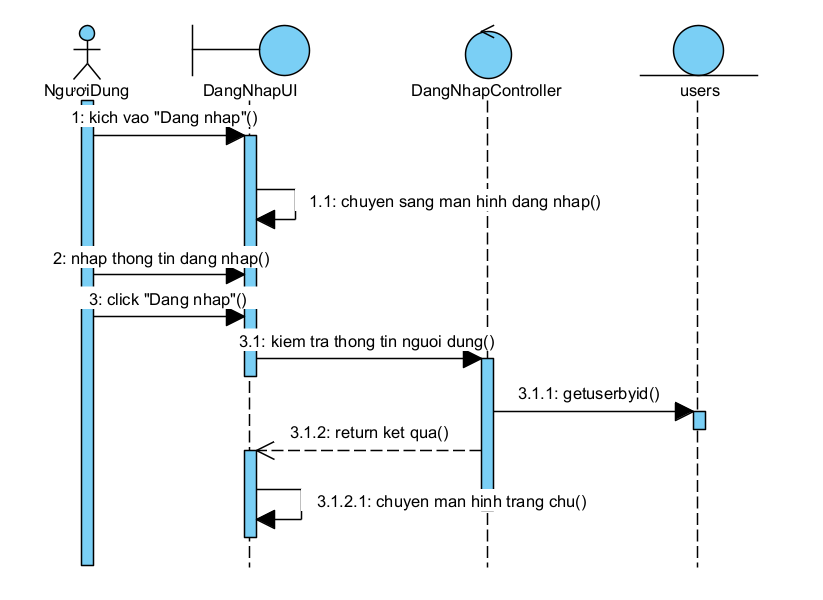 NgươiDung
DangNhapUI
DangNhapController
users
1: kich vao "Dang nhap"()
1.1: chuyen sang man hinh dang nhap()
2: nhap thong tin dang nhap()
3: click "Dang nhap"()
3.1: kiem tra thong tin nguoi dung()
3.1.1: getuserbyid()
3.1.2: return ket qua()
3.1.2.1: chuyen man hinh trang chu()